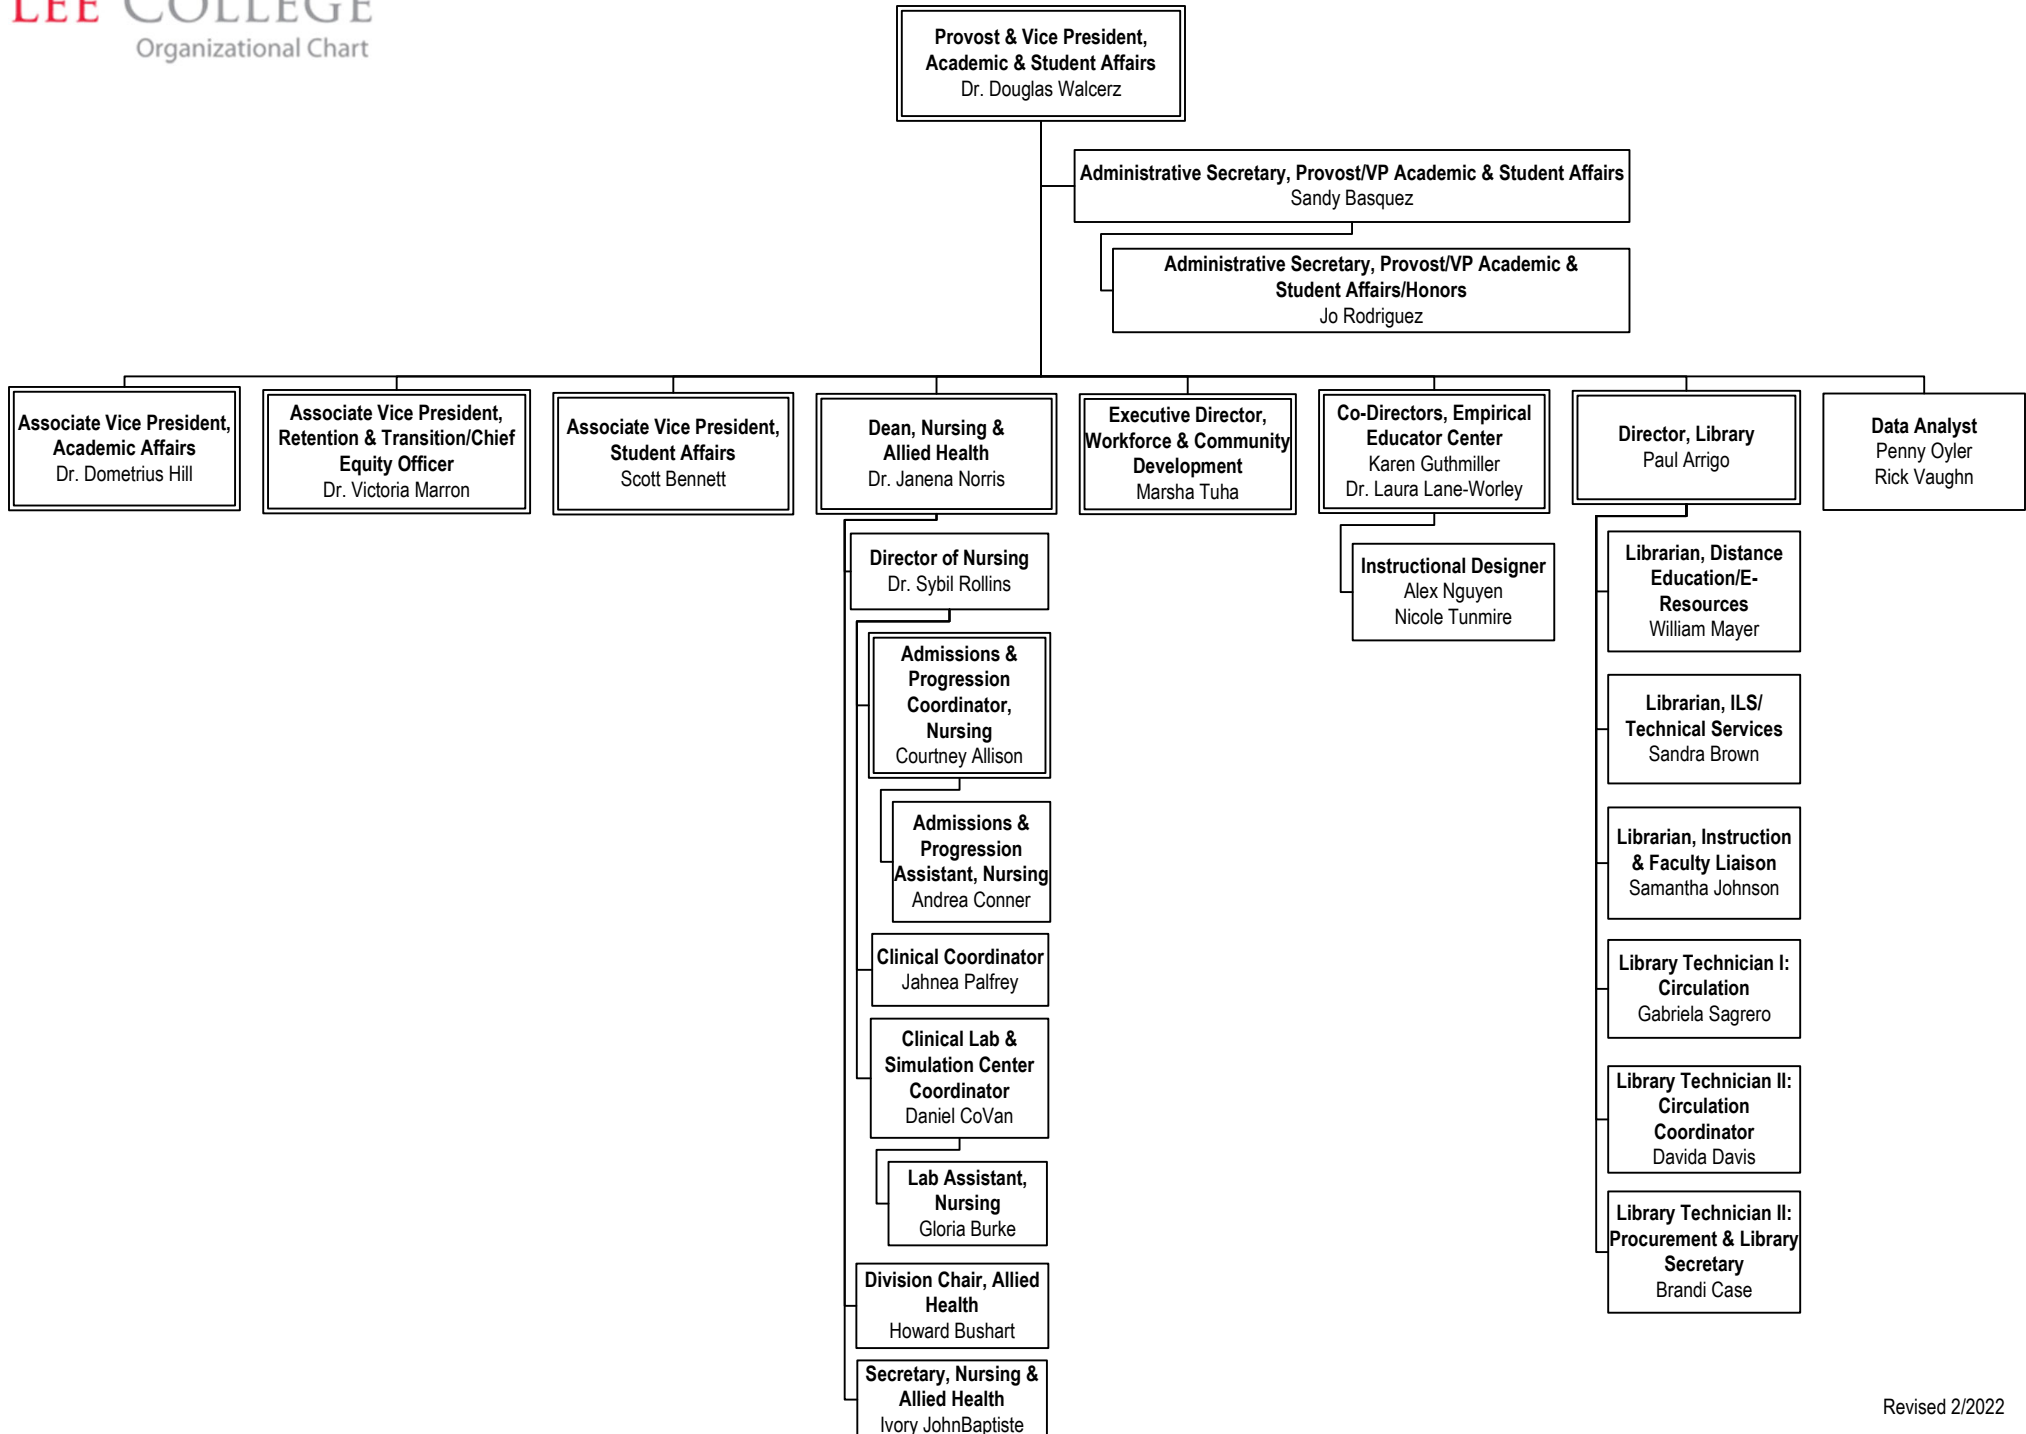 LEE COLLEGE
Organizational Chart
Provost & Vice President,
Academic & Student Affairs
Dr. Douglas Walcerz
Administrative Secretary, Provost/VP Academic & Student Affairs
Sandy Basquez
Administrative Secretary, Provost/VP Academic &
Student Affairs/Honors
Jo Rodriguez
Associate Vice President,
Academic Affairs
Dr. Dometrius Hill
Associate Vice President,
Retention & Transition/Chief
Equity Officer
Dr. Victoria Marron
Associate Vice President,
Student Affairs
Scott Bennett
Dean, Nursing &
Allied Health
Dr. Janena Norris
Executive Director,
Workforce & Community
Development
Marsha Tuha
Co-Directors, Empirical
Educator Center
Karen Guthmiller
Dr. Laura Lane-Worley
Director, Library
Paul Arrigo
Data Analyst
Penny Oyler
Rick Vaughn
Director of Nursing
Dr. Sybil Rollins
Admissions &
Progression
Coordinator,
Nursing
Courtney Allison
Admissions &
Progression
Assistant, Nursing
Andrea Conner
Clinical Coordinator
Jahnea Palfrey
Clinical Lab &
Simulation Center
Coordinator
Daniel CoVan
Lab Assistant,
Nursing
Gloria Burke
Division Chair, Allied
Health
Howard Bushart
Secretary, Nursing &
Allied Health
Ivory JohnBaptiste
Instructional Designer
Alex Nguyen
Nicole Tunmire
Librarian, Distance
Education/E-
Resources
William Mayer
Librarian, ILS/
Technical Services
Sandra Brown
Librarian, Instruction
& Faculty Liaison
Samantha Johnson
Library Technician I:
Circulation
Gabriela Sagrero
Library Technician II:
Circulation
Coordinator
Davida Davis
Library Technician II:
Procurement & Library
Secretary
Brandi Case
Revised 2/2022